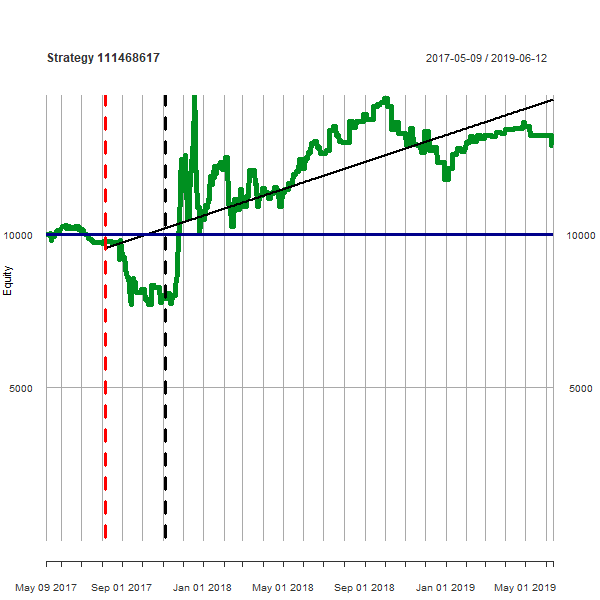 Strategy 111468617
2017-05-09 / 2019-06-12
10000
10000
Equity
5000
5000
May 09 2017
Sep 01 2017
Jan 01 2018
May 01 2018
Sep 01 2018
Jan 01 2019
May 01 2019